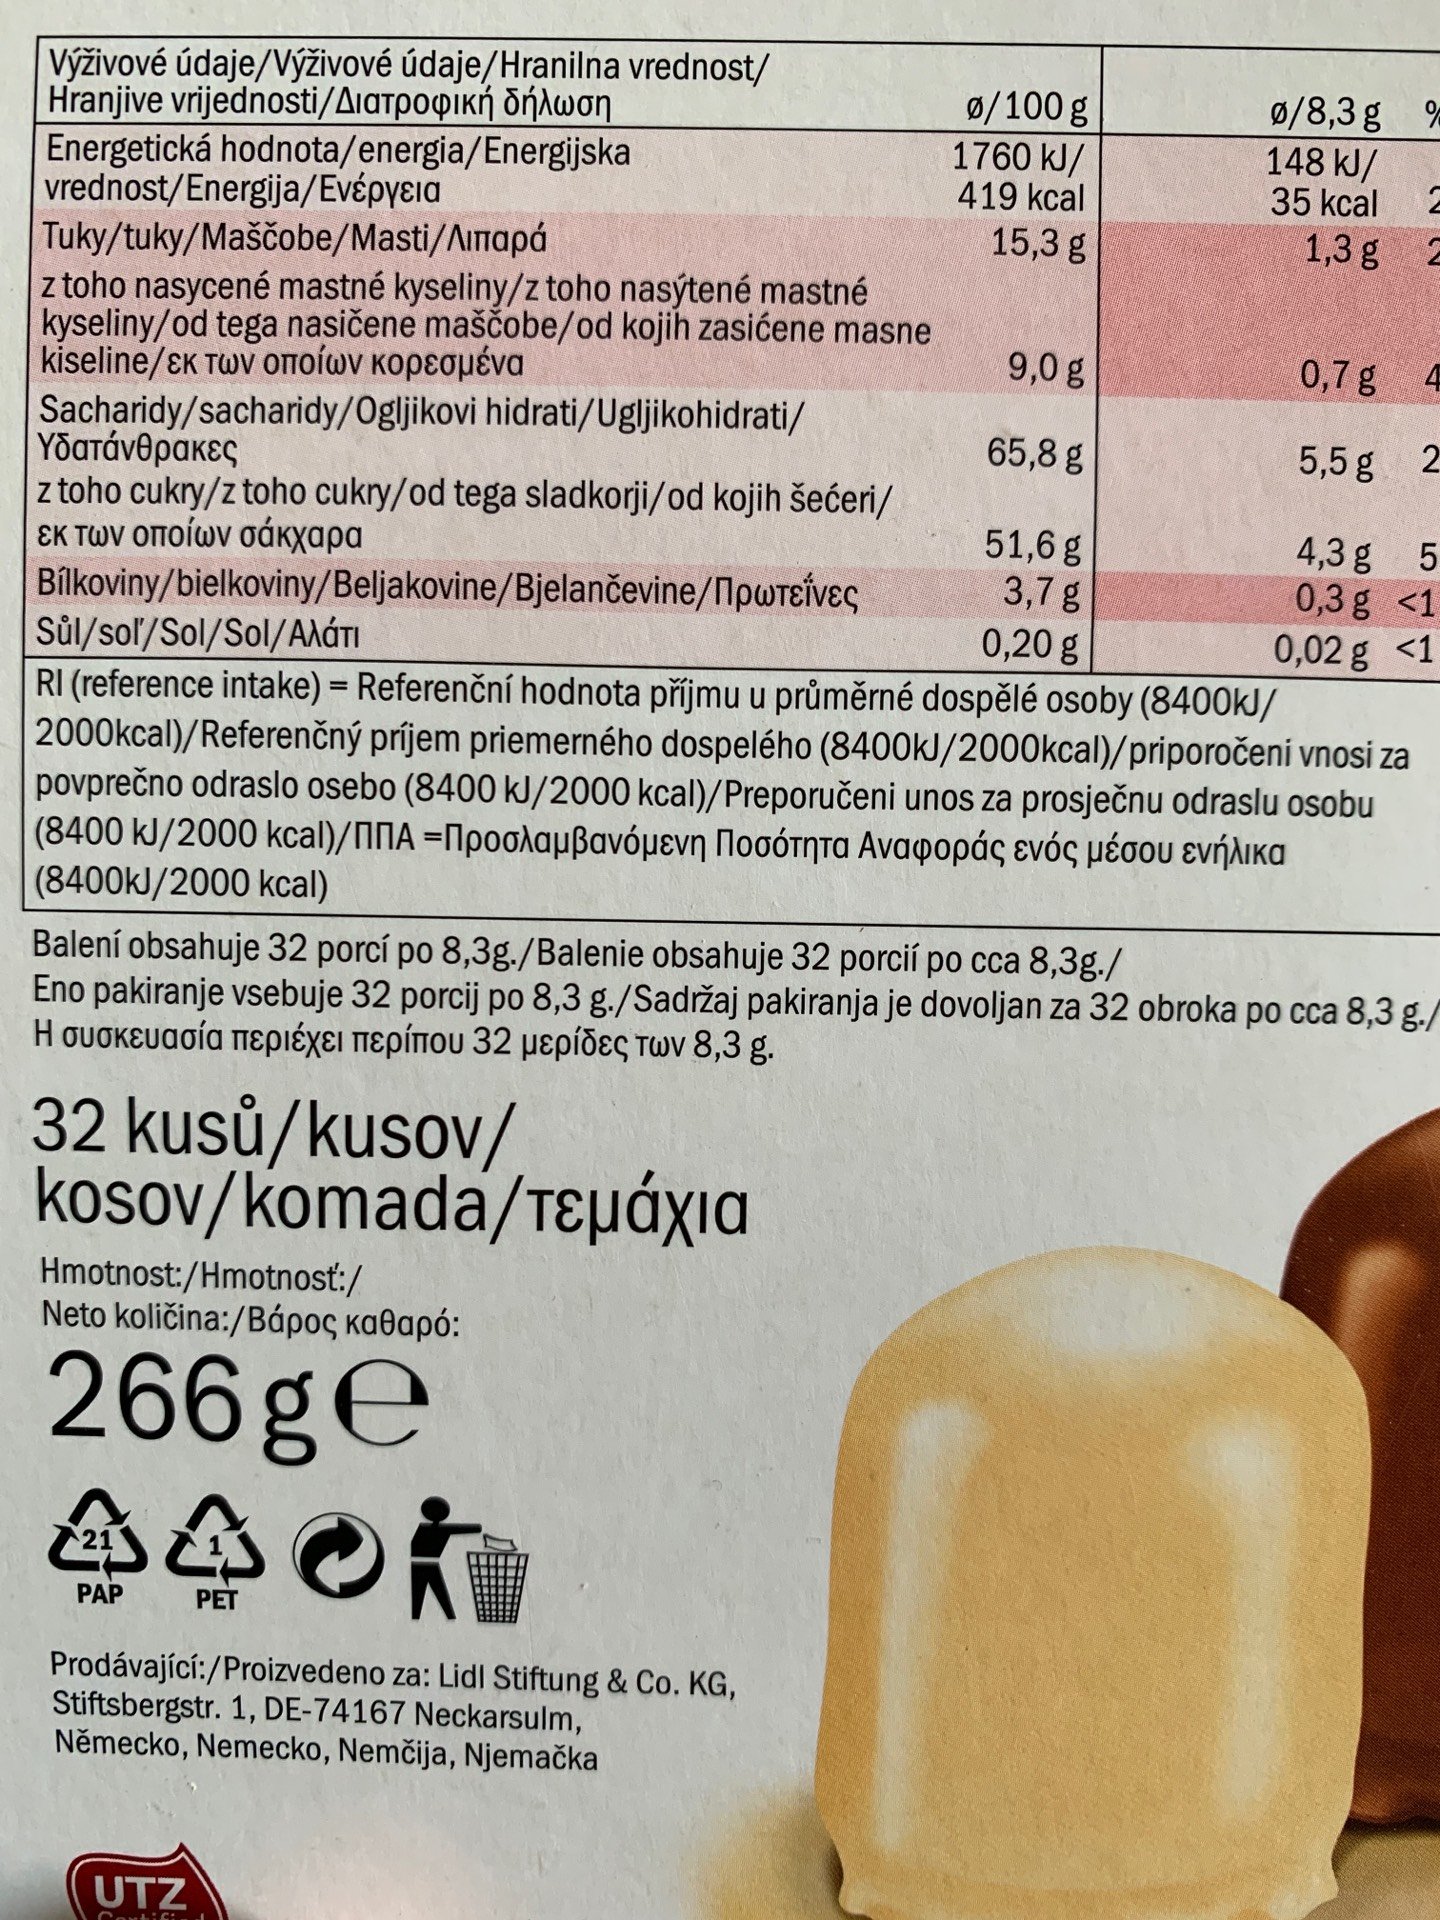 Výživové údaje/Výživové údaje/Hranilna vrednost/
Hranjive vrijednosti/Διατροφική δήλωση ø/100 g ø/8,3 g %
Energetická hodnota/energia/Energijska 1760 kJ/ 148 kJ/
vrednost/Energija/Ενέργεια 419 kcal 35 kcal 2
Tuky/tuky/Maščobe/Masti/Λιπαρά 15,3 g 1,3 g 2
z toho nasycené mastné kyseliny/z toho nasýtené mastné
kyseliny/od tega nasičene maščobe/od kojih zasićene masne
kiseline/εκ των οποίων κορεσμένα 9,0 g 0,7 g 4
Sacharidy/sacharidy/Ogljikovi hidrati/Ugljikohidrati/
Υδατάνθρακες 65,8 g 5,5 g 2
z toho cukry/z toho cukry/od tega sladkorji/od kojih šećeri/
εκ των οποίων σάκχαρα 51,6 g 4,3 g 5
Bílkoviny/bielkoviny/Beljakovine/Bjelančevine/Πρωτεΐνες 3,7 g 0,3 g <1
Sůl/soľ/Sol/Sol/Αλάτι 0,20 g 0,02 g <1
RI (reference intake) = Referenční hodnota příjmu u průměrné dospělé osoby (8400kJ/
2000kcal)/Referenčný príjem priemerného dospelého (8400kJ/2000kcal)/priporočeni vnosi za
povprečno odraslo osebo (8400 kJ/2000 kcal)/Preporučeni unos za prosječnu odraslu osobu
(8400 kJ/2000 kcal)/ΠΠΑ =Προσλαμβανόμενη Ποσότητα Αναφοράς ενός μέσου ενήλικα
(8400kJ/2000 kcal)
Balení obsahuje 32 porcí po 8,3g./Balenie obsahuje 32 porcií po cca 8,3g./
Eno pakiranje vsebuje 32 porcij po 8,3 g./Sadržaj pakiranja je dovoljan za 32 obroka po cca 8,3 g./
Η συσκευασία περιέχει περίπου 32 μερίδες των 8,3 g.
32 kusů/kusov/
kosov/komada/τεμάχια
Hmotnost:/Hmotnosť:/
Neto količina:/Βάρος καθαρό:
266 g e
21 1
PAP PET
Prodávající:/Proizvedeno za: Lidl Stiftung & Co. KG,
Stiftsbergstr. 1, DE-74167 Neckarsulm,
Německo, Nemecko, Nemčija, Njemačka
UTZ
Certified